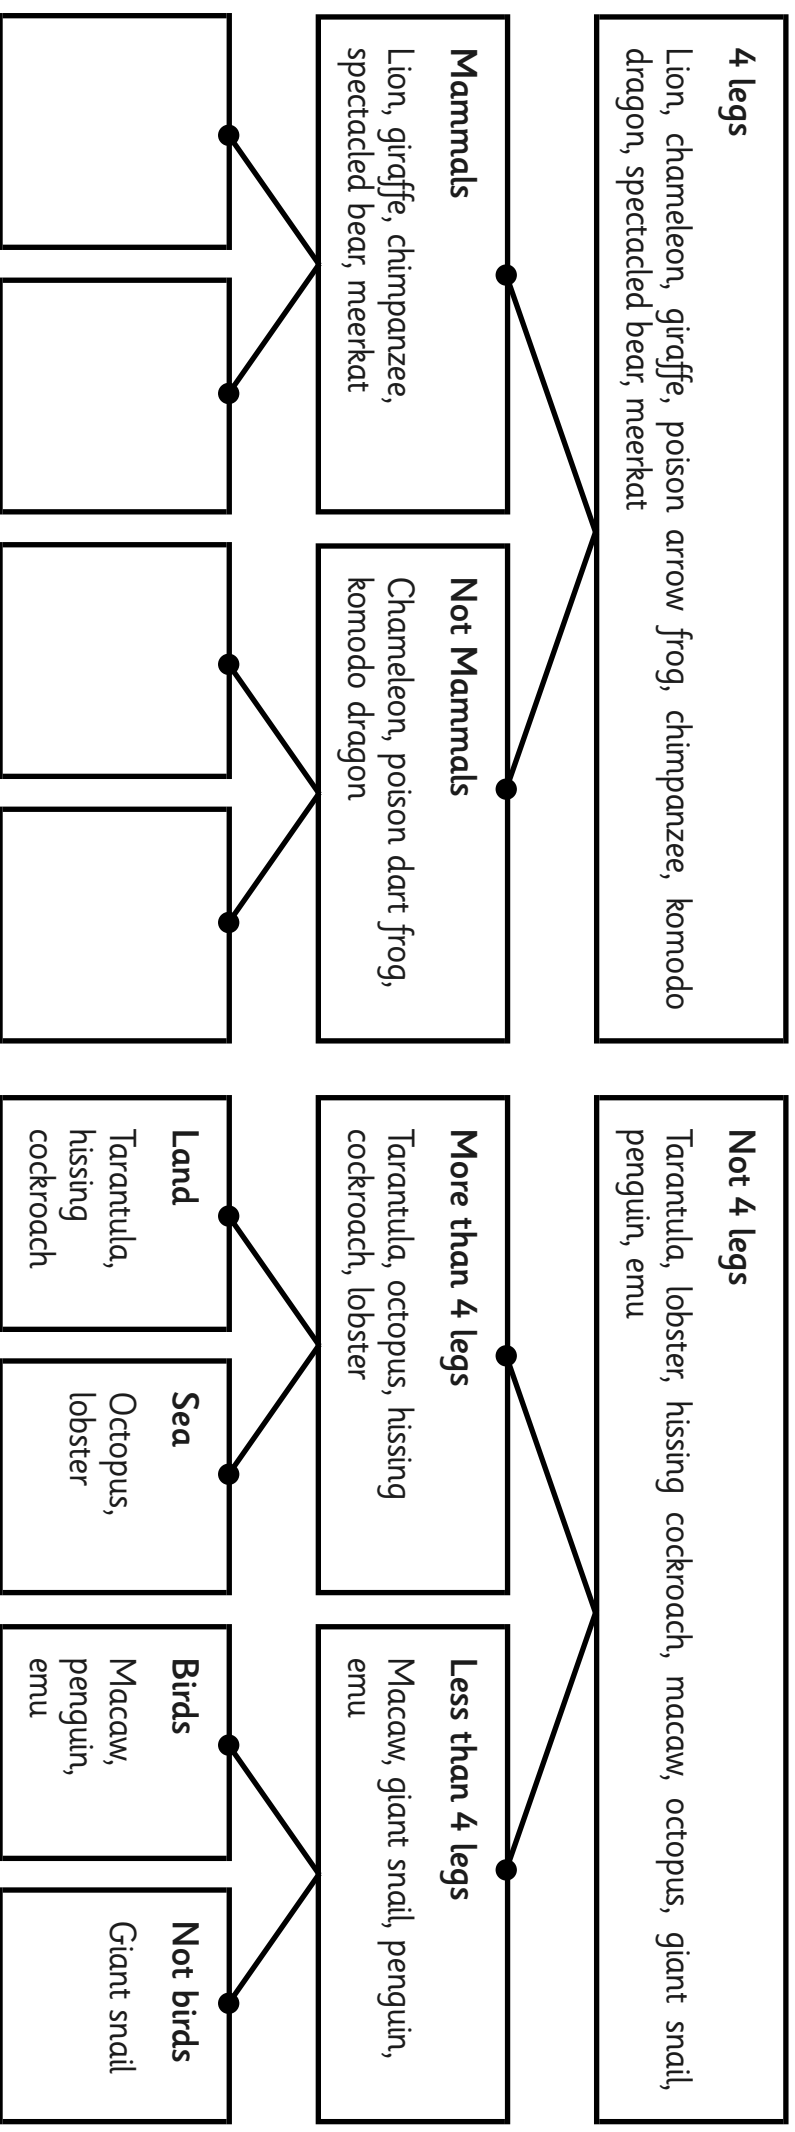 4 legs
Lion, chameleon, giraffe, poison arrow frog, chimpanzee, komodo
dragon, spectacled bear, meerkat
Not 4 legs
Tarantula, lobster, hissing cockroach, macaw, octopus, giant snail,
penguin, emu
Mammals
Lion, giraffe, chimpanzee,
spectacled bear, meerkat
Not Mammals
Chameleon, poison dart frog,
komodo dragon
More than 4 legs
Tarantula, octopus, hissing
cockroach, lobster
Less than 4 legs
Macaw, giant snail, penguin,
emu
Land
Tarantula,
hissing
cockroach
Sea
Octopus,
lobster
Birds
Macaw,
penguin,
emu
Not birds
Giant snail